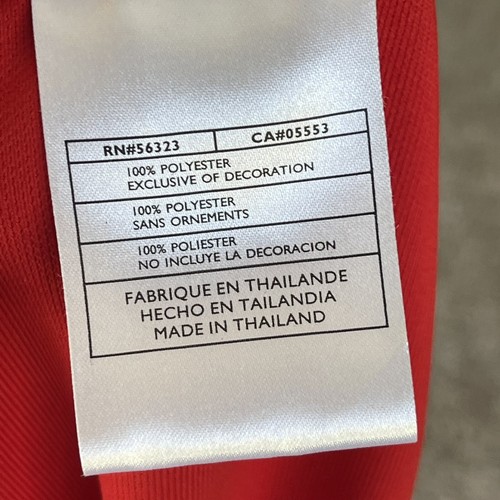 RN#56323 CA#05553
100% POLYESTER
EXCLUSIVE OF DECORATION
100% POLYESTER
SANS ORNEMENTS
100% POLIESTER
NO INCLUYE LA DECORACION
FABRIQUE EN THAILANDE
HECHO EN TAILANDIA
MADE IN THAILAND